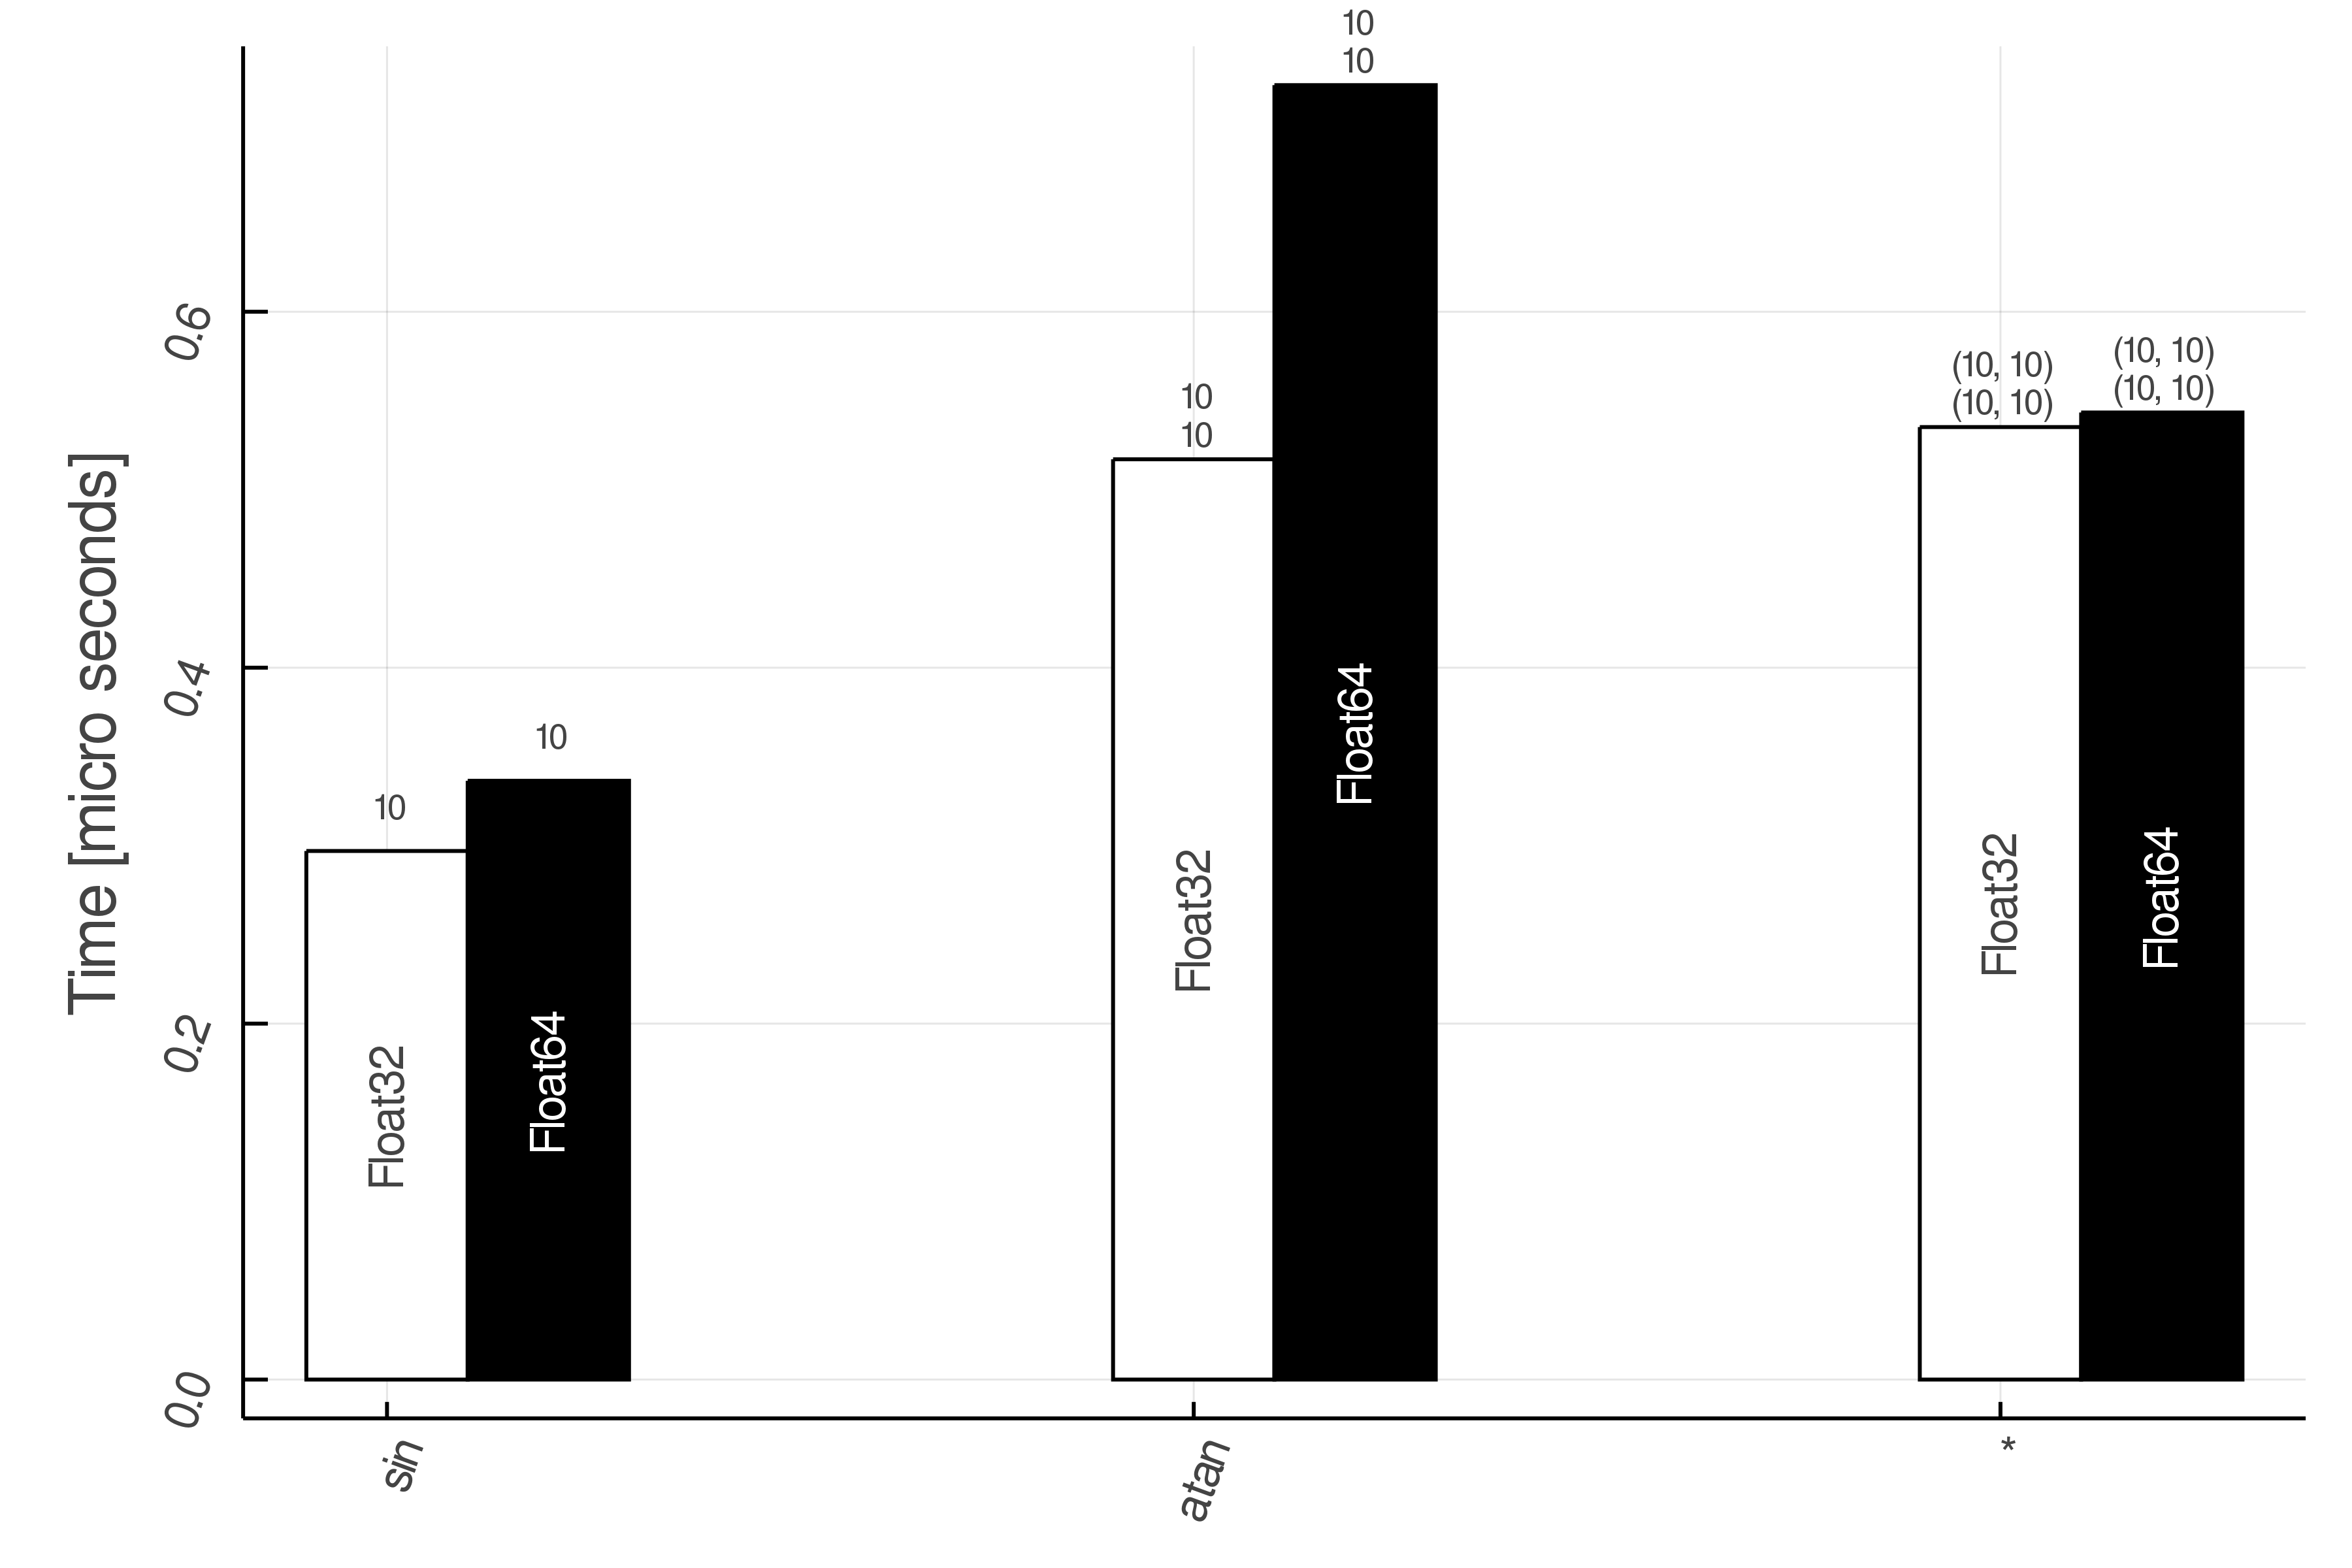 Time [micro seconds]
0.6
0.4
0.2
0.0
10
Float32
10
Float64
10
10
Float32
10
10
Float64
(10, 10)
(10, 10)
Float32
(10, 10)
(10, 10)
Float64
sin
atan
*